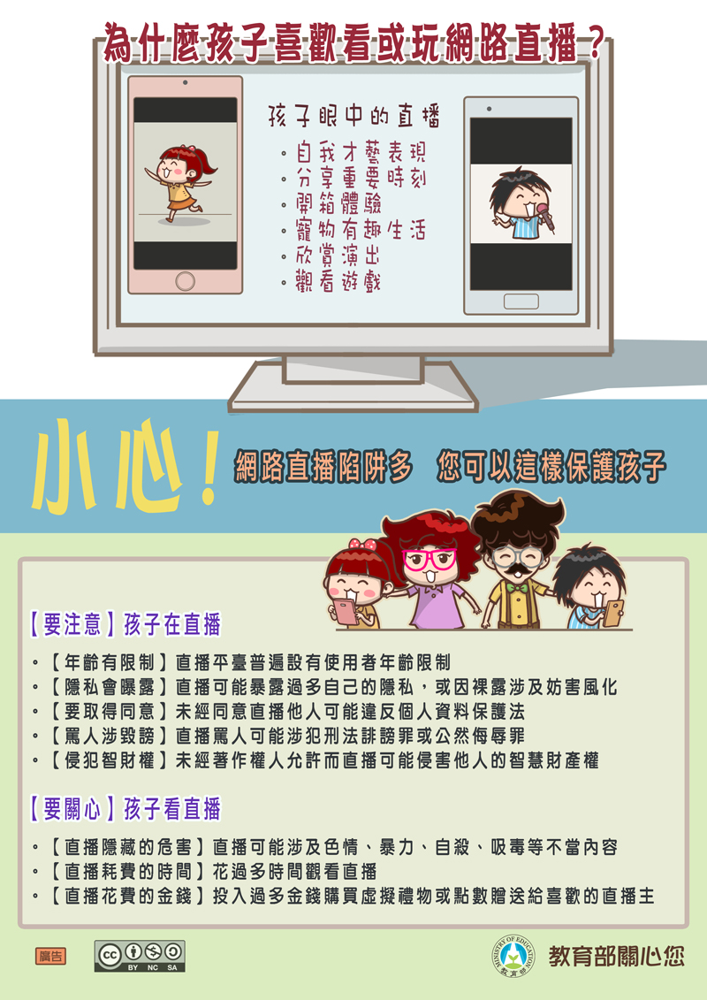 為什麼孩子喜歡看或玩網路直播？
孩子眼中的直播
・自我才藝表現
・分享重要時刻
・開箱體驗
・寵物有趣生活
・欣賞演出
・觀看遊戲
小心！
網路直播陷阱多 您可以這樣保護孩子
【要注意】孩子在直播
・【年齡有限制】直播平臺普遍設有使用者年齡限制
・【隱私會曝露】直播可能暴露過多自己的隱私，或因裸露涉及妨害風化
・【要取得同意】未經同意直播他人可能違反個人資料保護法
・【罵人涉毀謗】直播罵人可能涉犯刑法誹謗罪或公然侮辱罪
・【侵犯智財權】未經著作權人允許而直播可能侵害他人的智慧財產權
【要關心】孩子看直播
・【直播隱藏的危害】直播可能涉及色情、暴力、自殺、吸毒等不當內容
・【直播耗費的時間】花過多時間觀看直播
・【直播花費的金錢】投入過多金錢購買虛擬禮物或點數贈送給喜歡的直播主
廣告
cc
BY NC SA
MINISTRY OF EDUCATION
教育部
教育部關心您